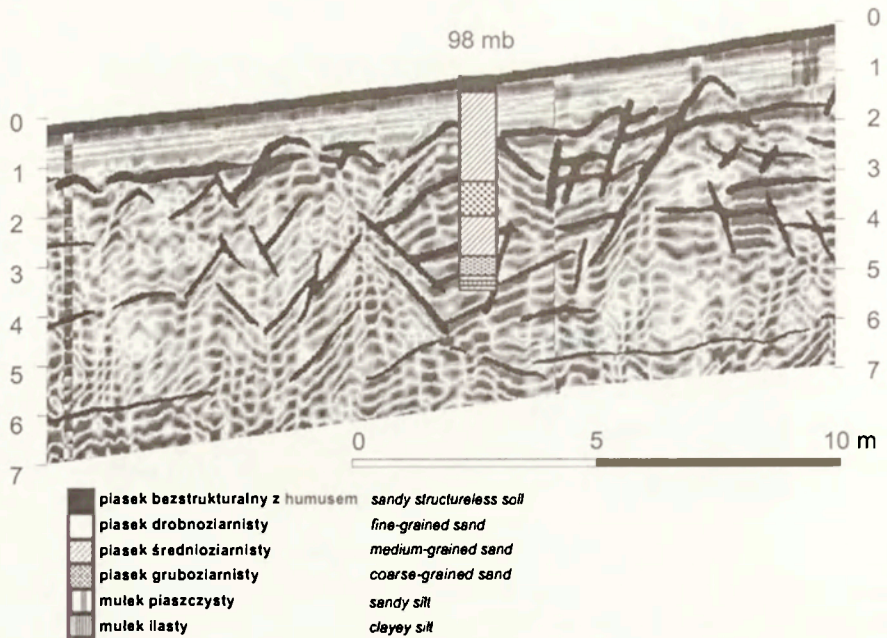 98 mb
0
1
2
3
4
5
6
7
0
1
2
3
4
5
6
7
0 5 10 m
piasek bezstrukturalny z humusem sandy structureless soil
piasek drobnoziarnisty fine-grained sand
piasek średnioziarnisty medium-grained sand
piasek gruboziarnisty coarse-grained sand
mułek piaszczysty sandy silt
mułek ilasty clayey silt